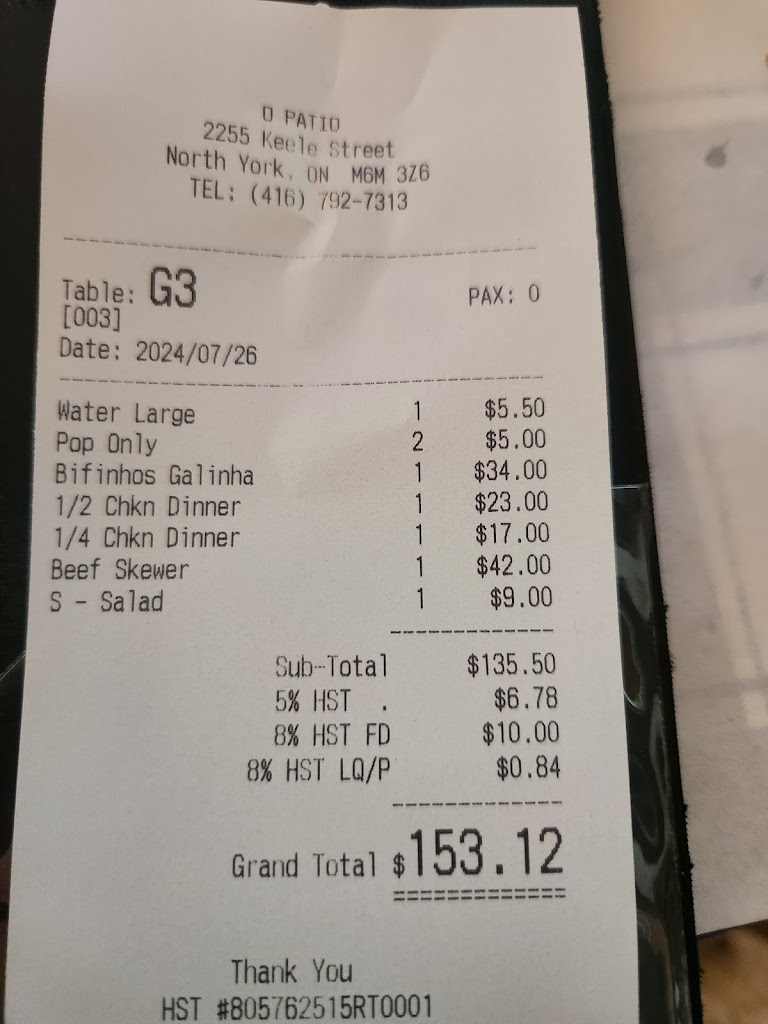 O PATIO
2255 Keele Street
North York, ON M6M 3Z6
TEL: (416) 792-7313
Table: G3 PAX: 0
[003]
Date: 2024/07/26
Water Large 1 $5.50
Pop Only 2 $5.00
Bifinhos Galinha 1 $34.00
1/2 Chkn Dinner 1 $23.00
1/4 Chkn Dinner 1 $17.00
Beef Skewer 1 $42.00
S - Salad 1 $9.00
Sub-Total $135.50
5% HST . $6.78
8% HST FD $10.00
8% HST LQ/P $0.84
Grand Total $153.12
Thank You
HST #805762515RT0001